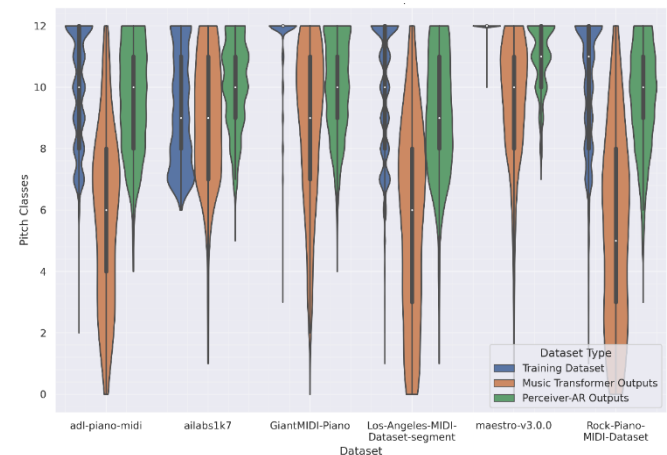 12
10
8
6
4
2
0
Pitch Classes
adl-piano-midi
ailabs1k7
GiantMIDI-Piano
Los-Angeles-MIDI-
Dataset-segment
maestro-v3.0.0
Rock-Piano-
MIDI-Dataset
Dataset
Dataset Type
Training Dataset
Music Transformer Outputs
Perceiver-AR Outputs